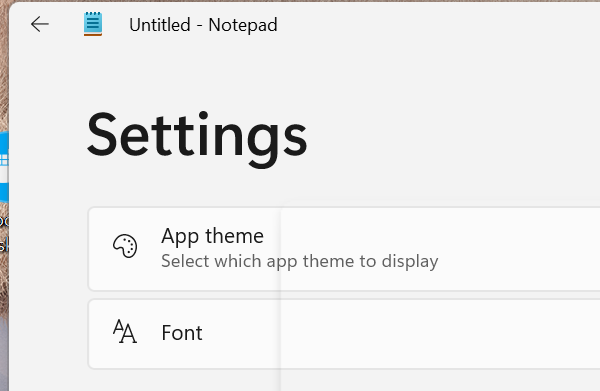 Untitled - Notepad
Settings
App theme
Select which app theme to display
Font